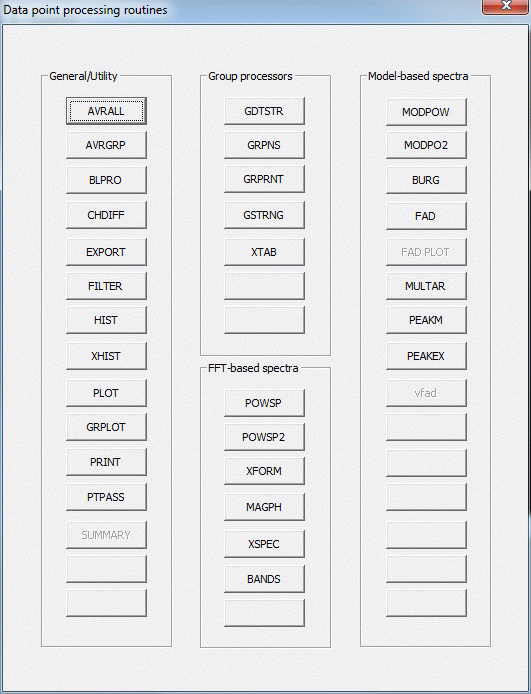 Data point processing routines
General/Utility
AVRALL
AVRGRP
BLPRO
CHDIFF
EXPORT
FILTER
HIST
XHIST
PLOT
GRPLOT
PRINT
PTPASS
SUMMARY
Group processors
GDTSTR
GRPNS
GRPRNT
GSTRNG
XTAB
FFT-based spectra
POWSP
POWSP2
XFORM
MAGPH
XSPEC
BANDS
Model-based spectra
MODPOW
MODPO2
BURG
FAD
FAD PLOT
MULTAR
PEAKM
PEAKEX
vfad